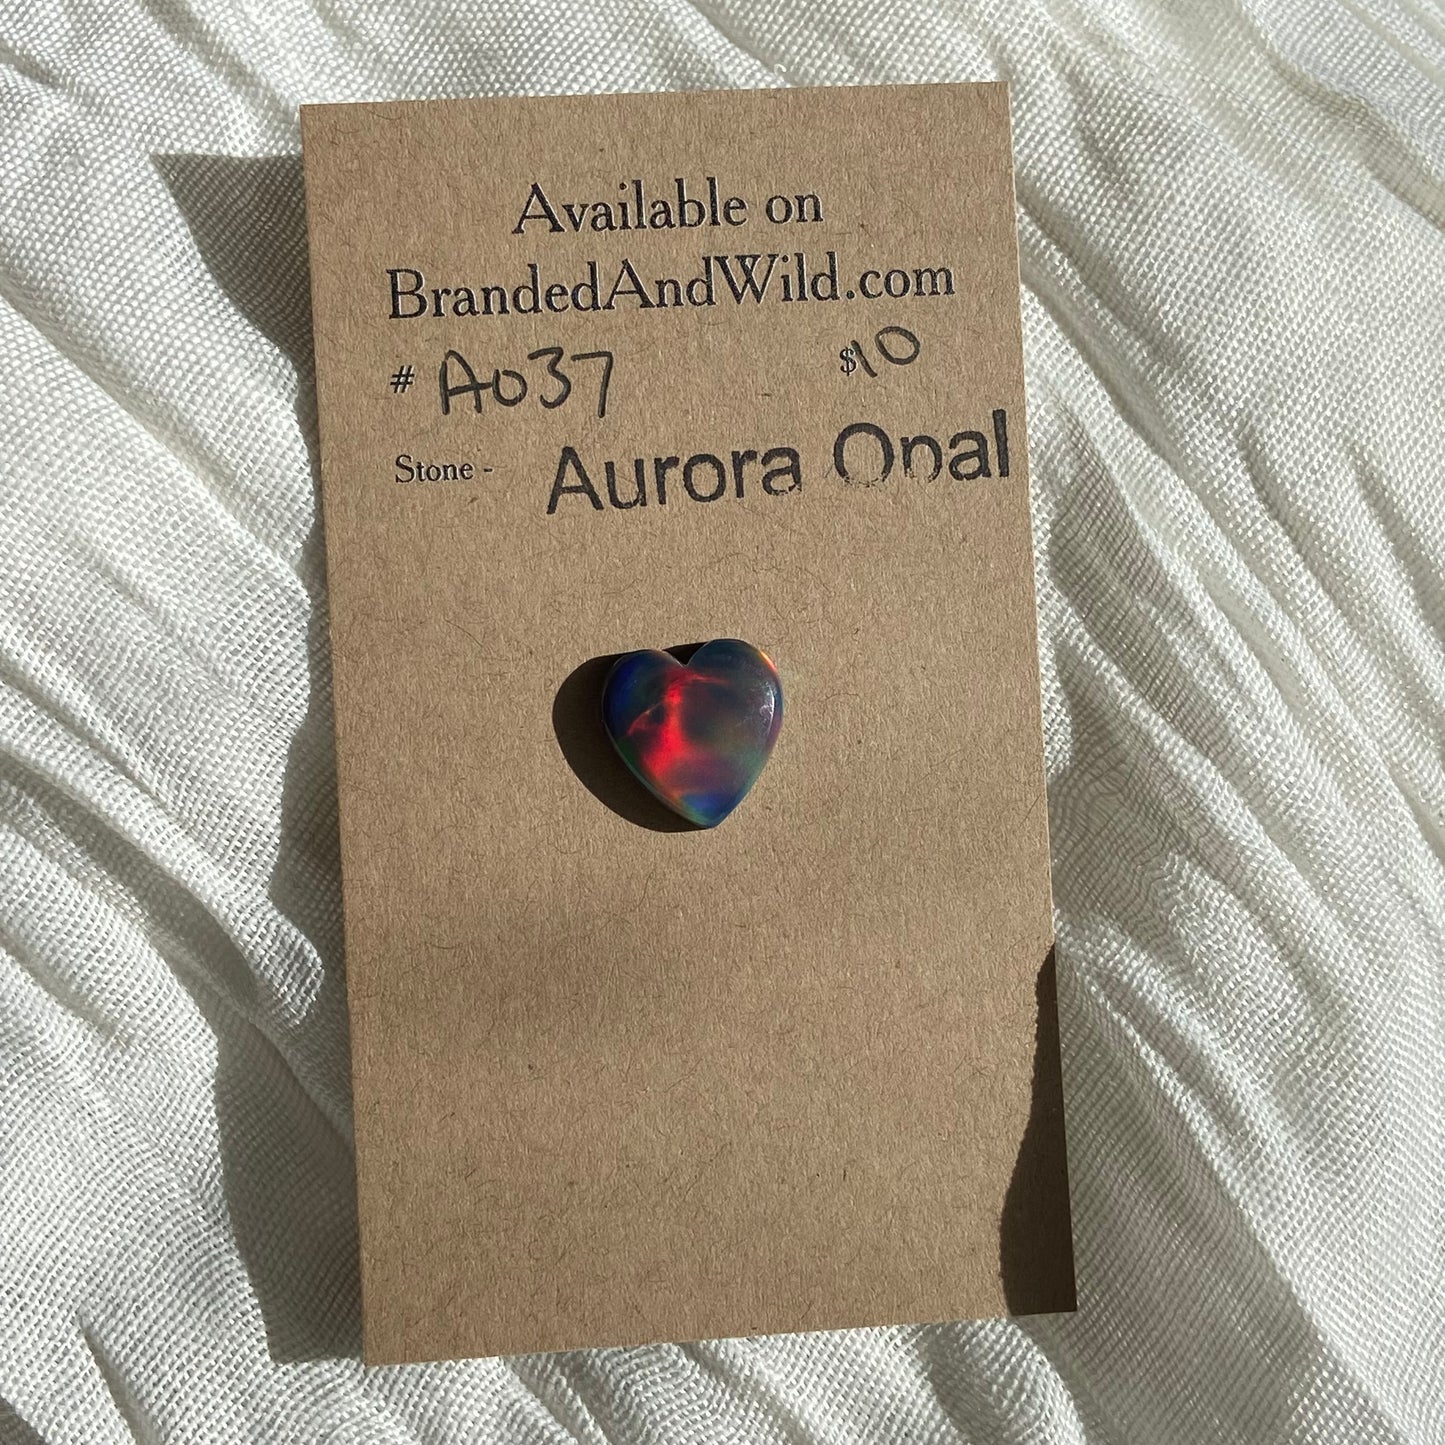 Available on
BrandedAndWild.com
# A037 $10
Stone - Aurora Opal